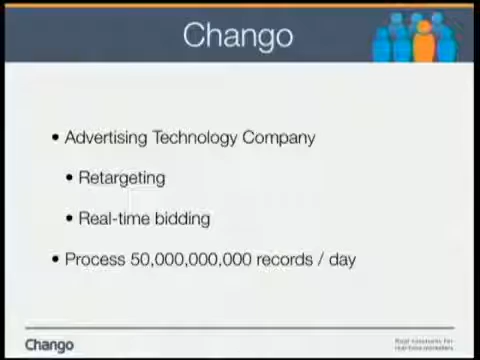 Chango
• Advertising Technology Company
• Retargeting
• Real-time bidding
• Process 50,000,000,000 records / day
Chango